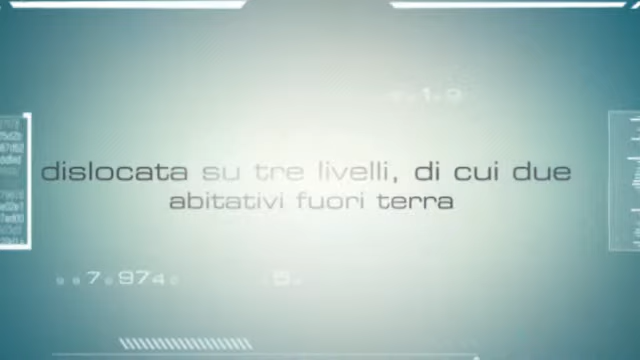 dislocata su tre livelli, di cui due
abitativi fuori terra